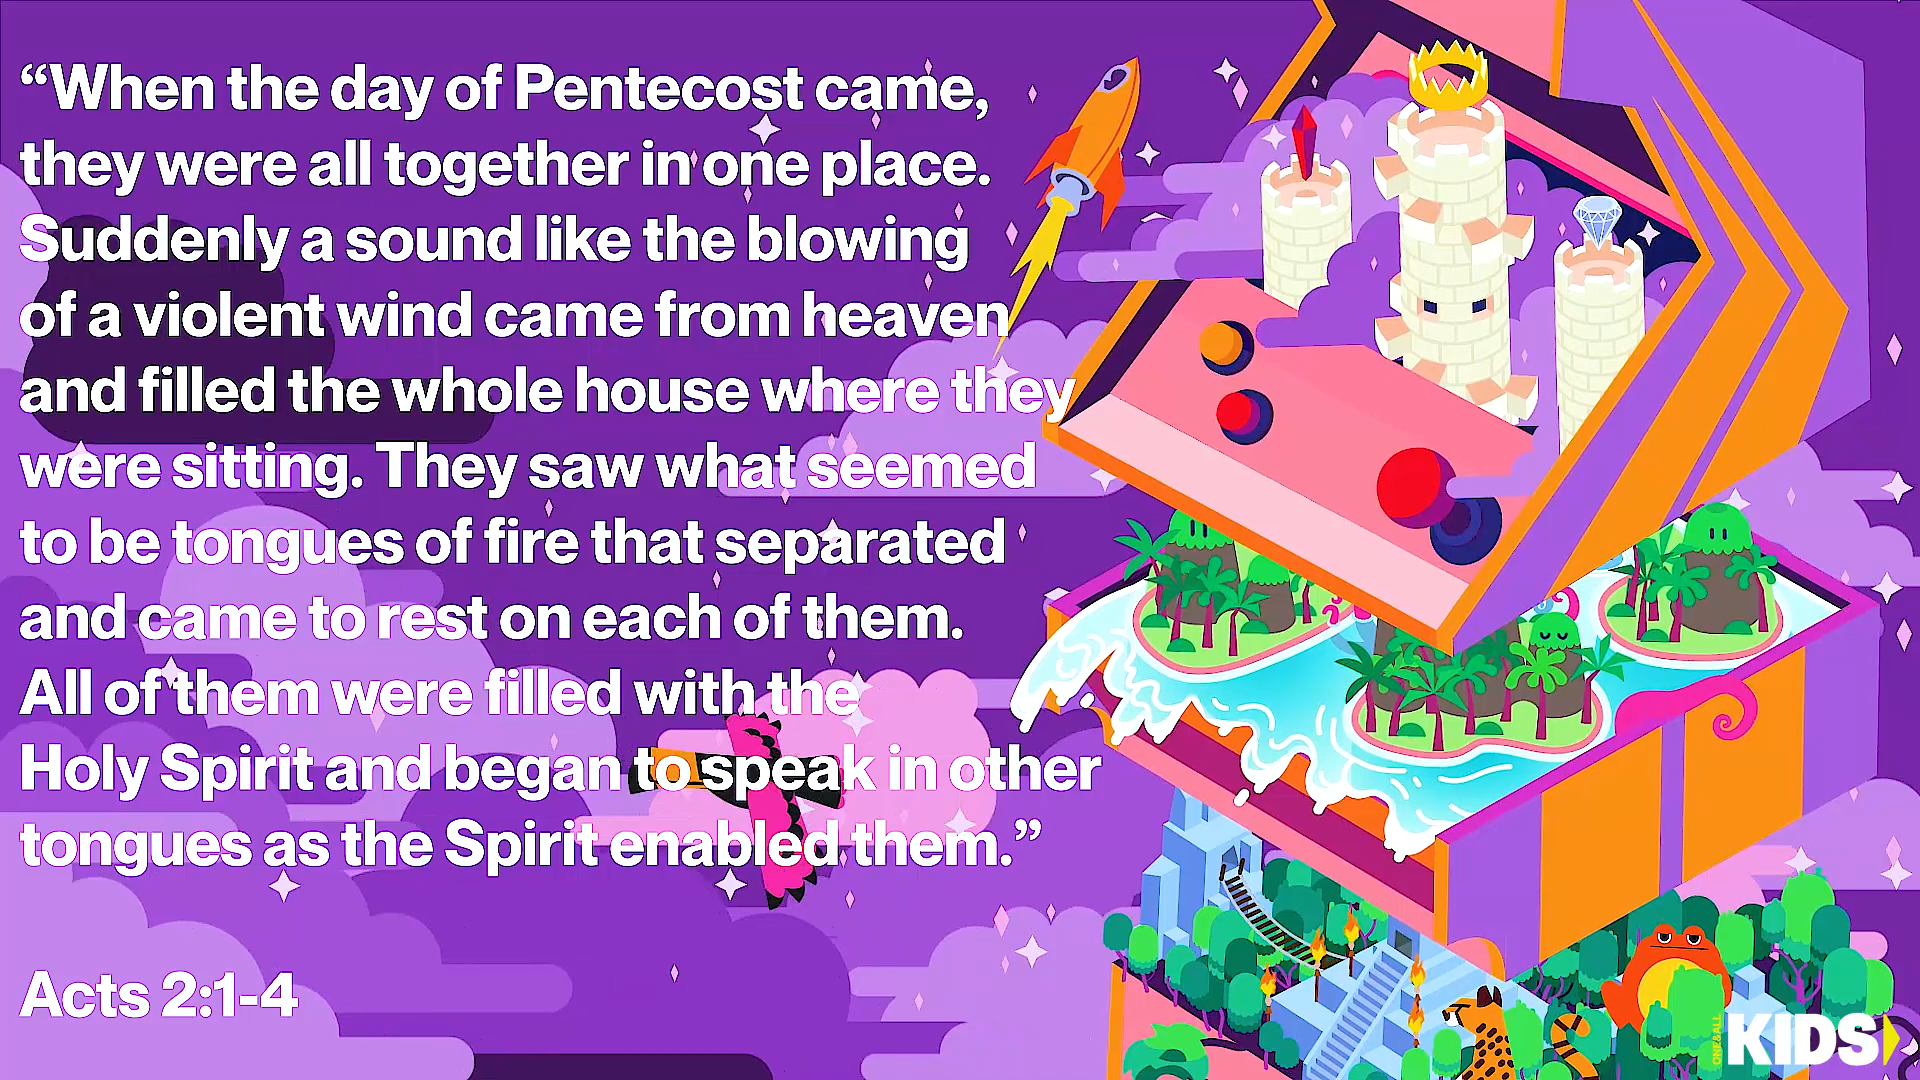 “When the day of Pentecost came,
they were all together in one place.
Suddenly a sound like the blowing
of a violent wind came from heaven
and filled the whole house where they
were sitting. They saw what seemed
to be tongues of fire that separated
and came to rest on each of them.
All of them were filled with the
Holy Spirit and began to speak in other
tongues as the Spirit enabled them.”
Acts 2:1-4
ONE&ALL
KIDS